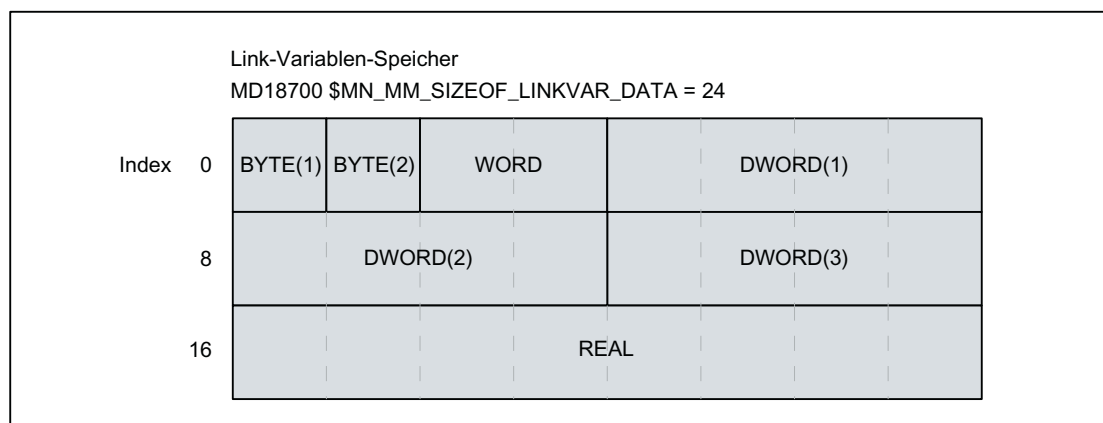 Link-Variablen-Speicher
MD18700 $MN_MM_SIZEOF_LINKVAR_DATA = 24
Index 0 BYTE(1) BYTE(2) WORD DWORD(1)
8 DWORD(2) DWORD(3)
16 REAL